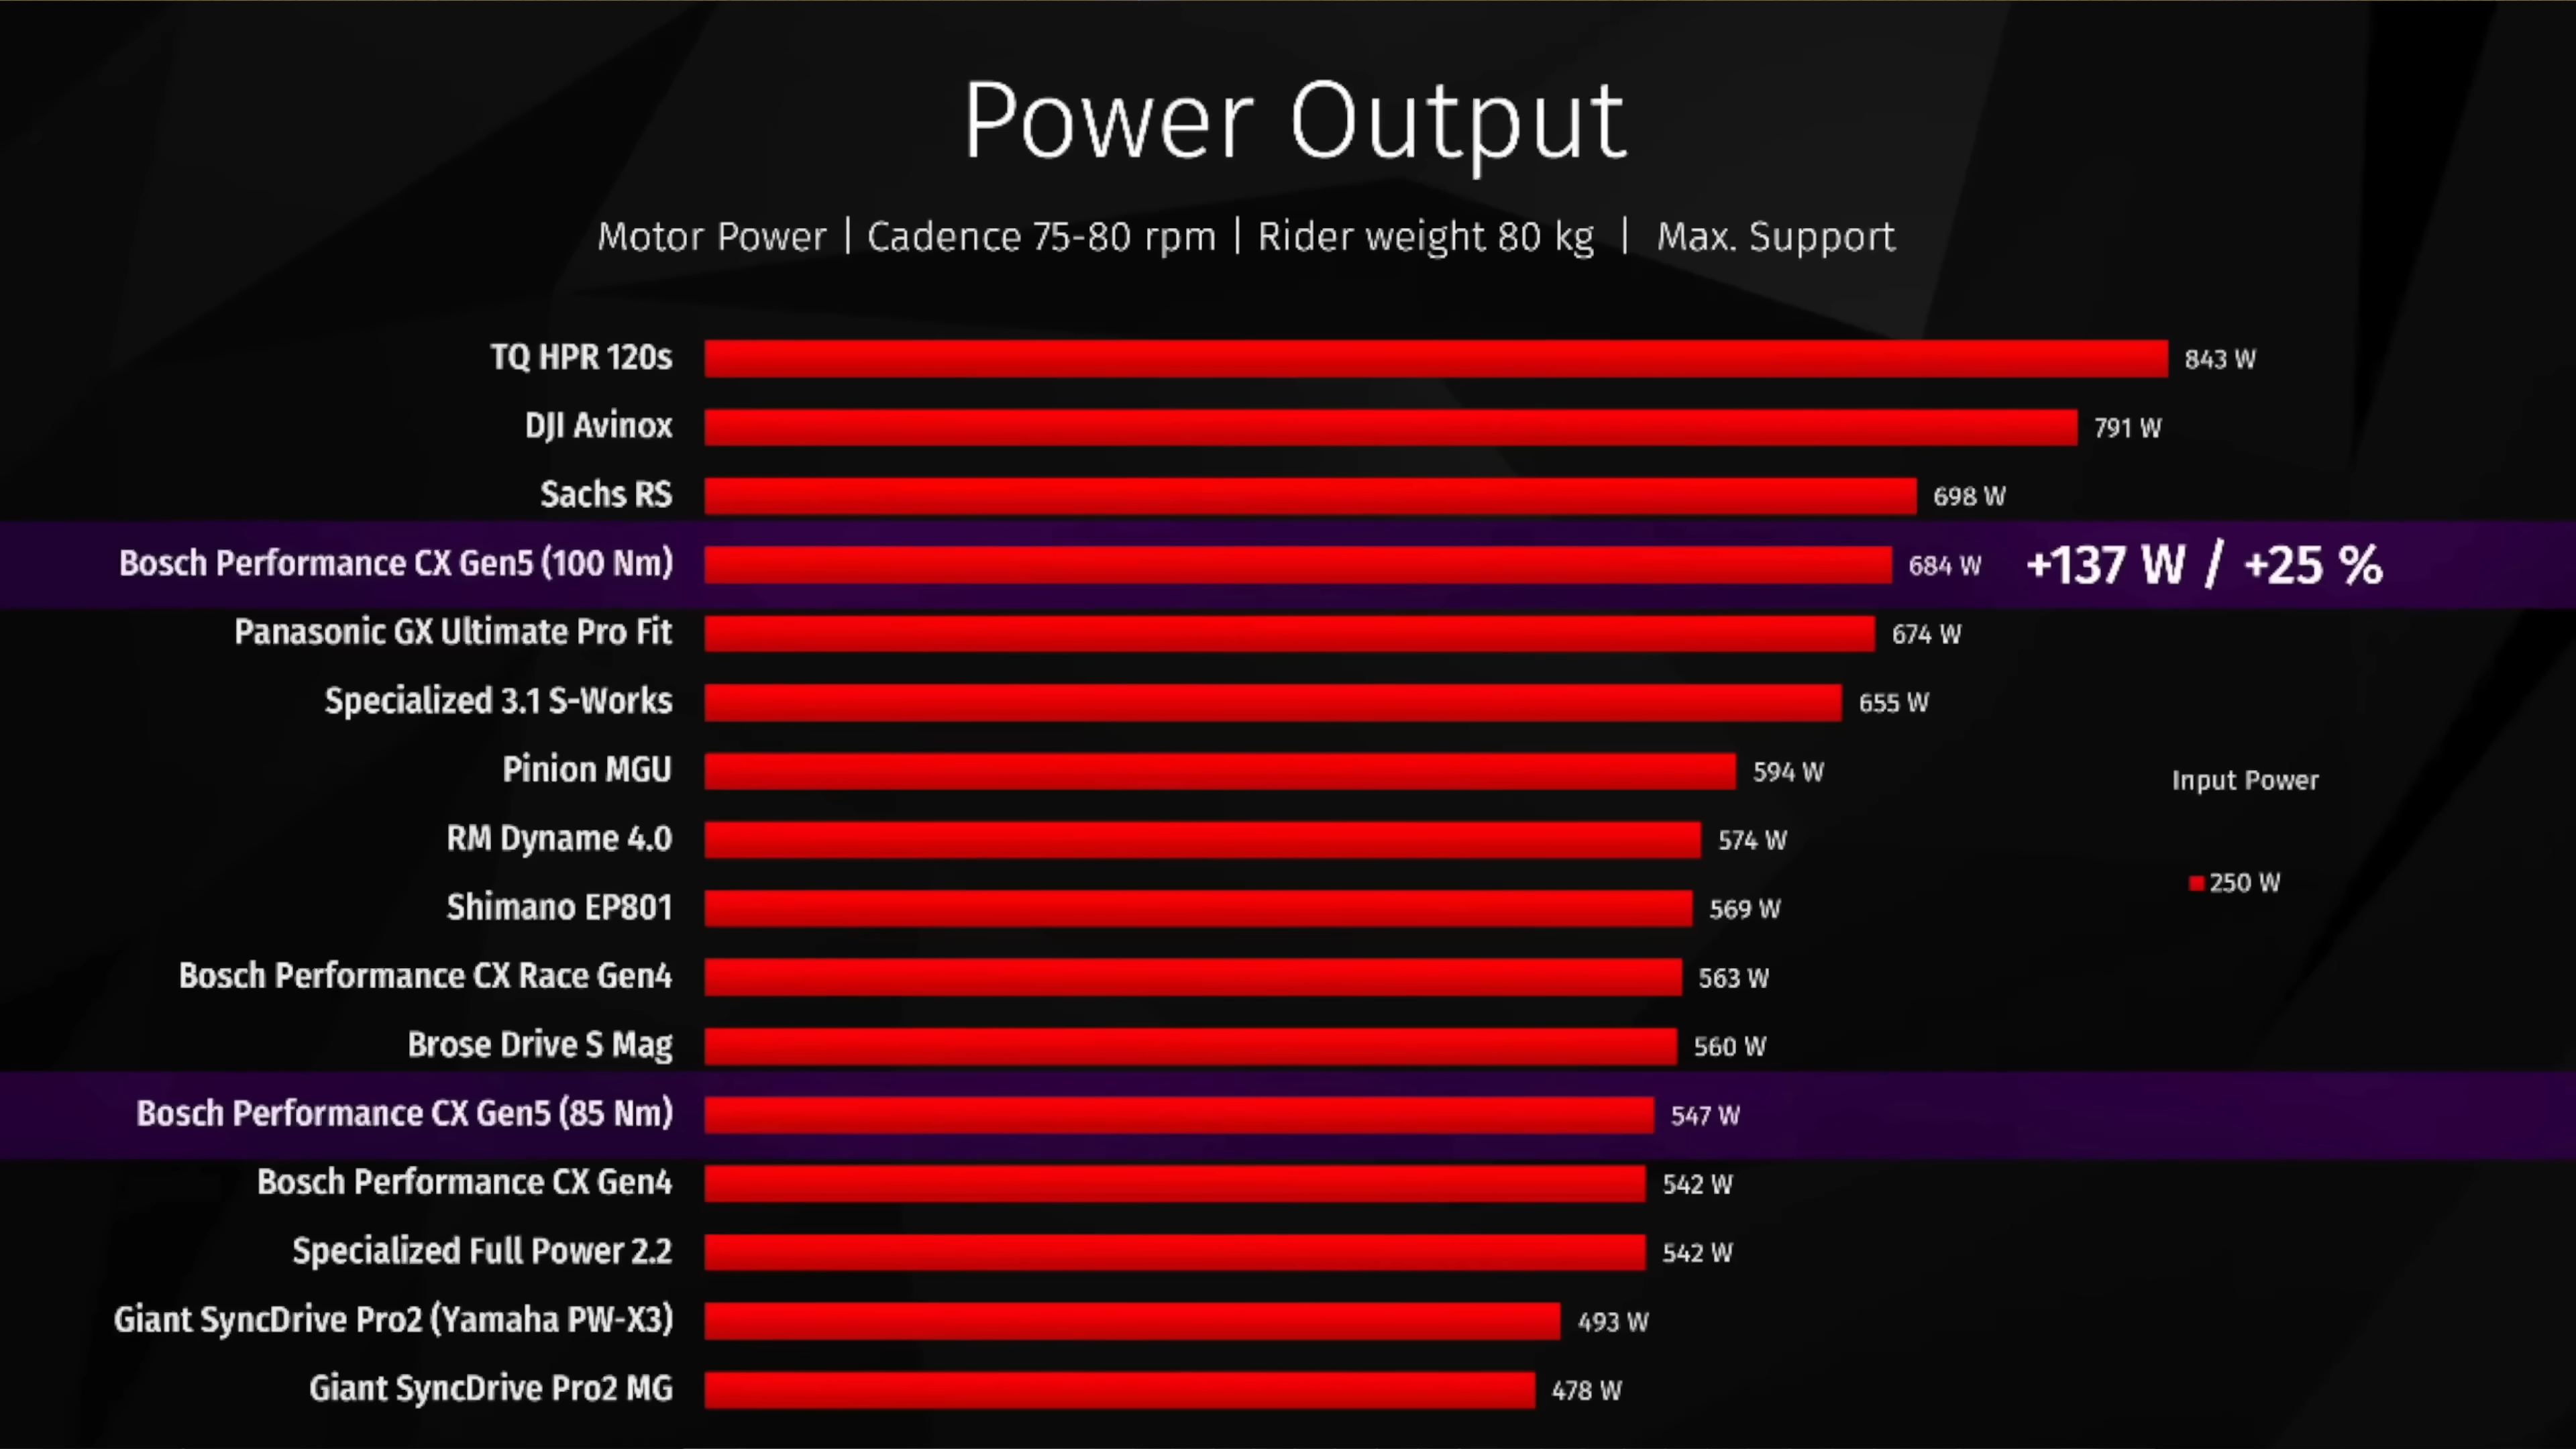 Power Output
Motor Power | Cadence 75-80 rpm | Rider weight 80 kg | Max. Support
TQ HPR 120s 843 W
DJI Avinox 791 W
Sachs RS 698 W
Bosch Performance CX Gen5 (100 Nm) 684 W +137 W / +25 %
Panasonic GX Ultimate Pro Fit 674 W
Specialized 3.1 S-Works 655 W
Pinion MGU 594 W
Input Power
RM Dyname 4.0 574 W
250 W
Shimano EP801 569 W
Bosch Performance CX Race Gen4 563 W
Brose Drive S Mag 560 W
Bosch Performance CX Gen5 (85 Nm) 547 W
Bosch Performance CX Gen4 542 W
Specialized Full Power 2.2 542 W
Giant SyncDrive Pro2 (Yamaha PW-X3) 493 W
Giant SyncDrive Pro2 MG 478 W